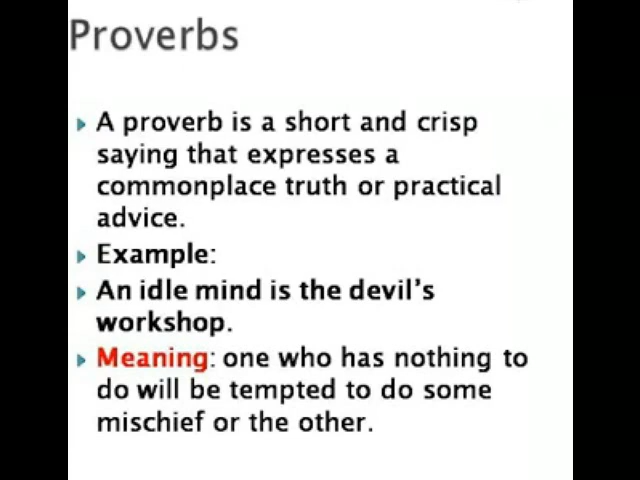 Proverbs
A proverb is a short and crisp
saying that expresses a
commonplace truth or practical
advice.
Example:
An idle mind is the devil's
workshop.
Meaning: one who has nothing to
do will be tempted to do some
mischief or the other.